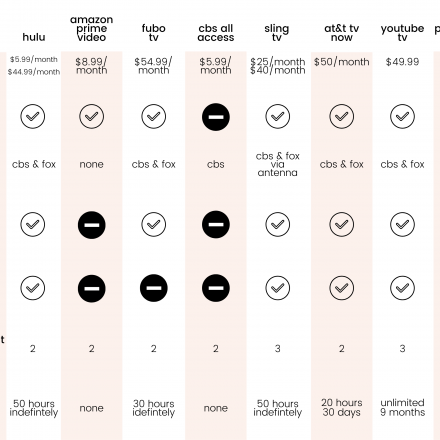 hulu
amazon
prime
video
fubo
tv
cbs all
access
sling
tv
at&t tv
now
youtube
tv
p
$5.99/month
$44.99/month
$8.99/
month
$54.99/
month
$5.99/
month
$25/month
$40/month
$50/month
$49.99
cbs & fox
none
cbs & fox
cbs
cbs & fox
via
antenna
cbs & fox
cbs & fox
t
2
2
2
2
3
2
3
50 hours
indefintely
none
30 hours
idefintely
none
50 hours
indefintely
20 hours
30 days
unlimited
9 months